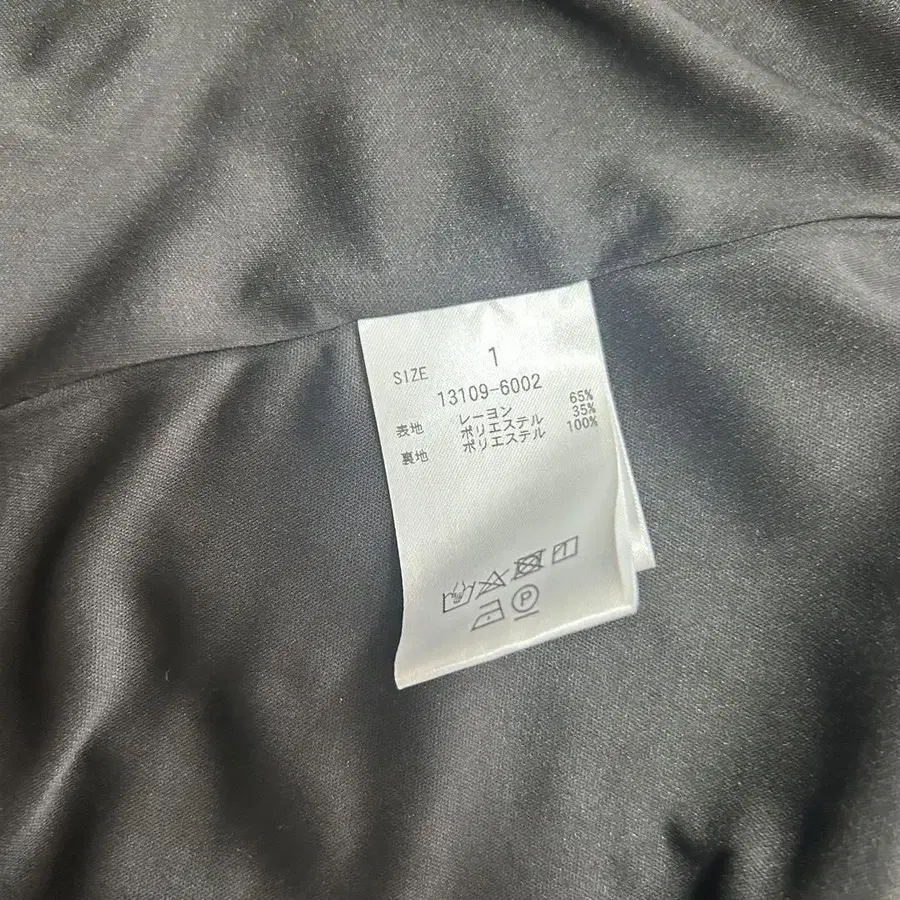 SIZE 1
13109-6002
表地 レーヨン 65%
ポリエステル 35%
裏地 ポリエステル 100%
P